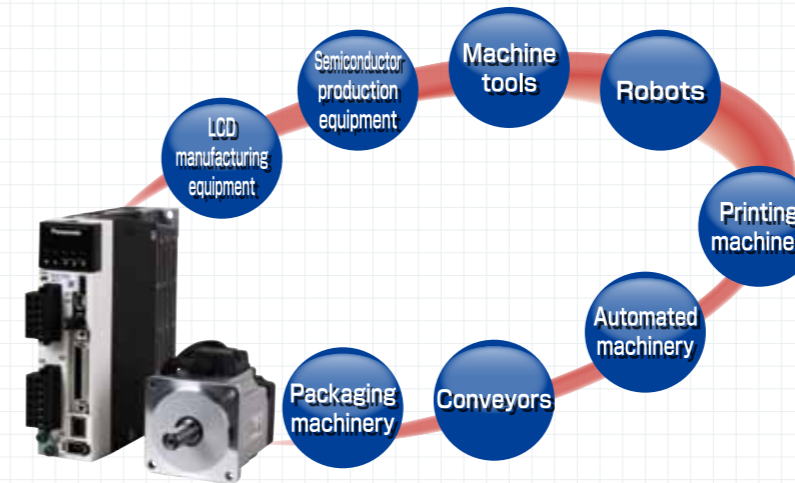 Machine
tools
Semiconductor
production
equipment
Robots
LCD
manufacturing
equipment
Printing
machine
Automated
machinery
Packaging
machinery
Conveyors
Panasonic